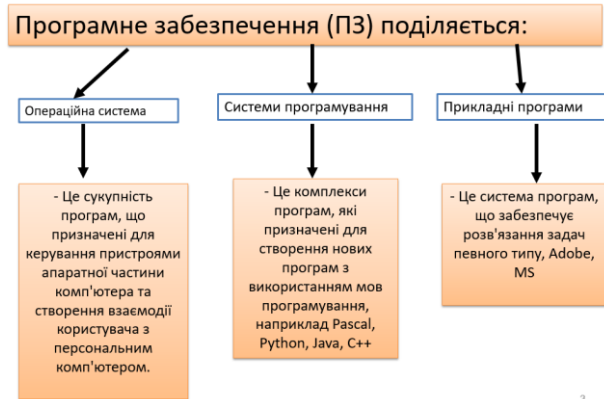 Програмне забезпечення (ПЗ) поділяється:
Операційна система
Системи програмування
Прикладні програми
- Це сукупність
програм, що
призначені для
керування пристроями
апаратної частини
комп'ютера та
створення взаємодії
користувача з
персональним
комп'ютером.
- Це комплекси
програм, які
призначені для
створення нових
програм з
використанням мов
програмування,
наприклад Pascal,
Python, Java, C++
- Це система програм,
що забезпечує
розв'язання задач
певного типу, Adobe,
MS